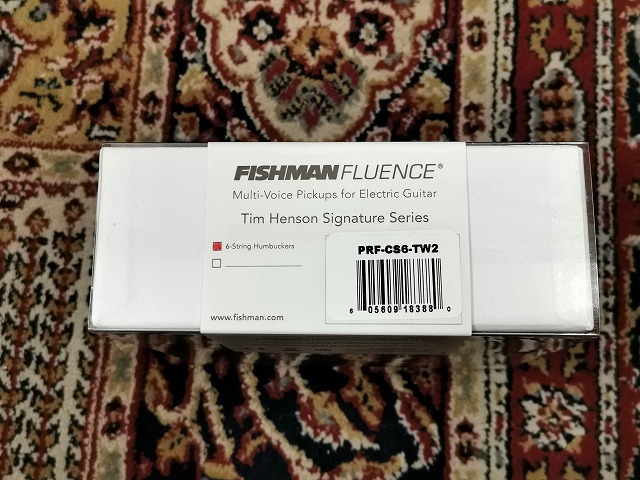 FISHMAN FLUENCE®
Multi-Voice Pickups for Electric Guitar
Tim Henson Signature Series
6-String Humbuckers
PRF-CS6-TW2
6 05609 18388 0
www.fishman.com